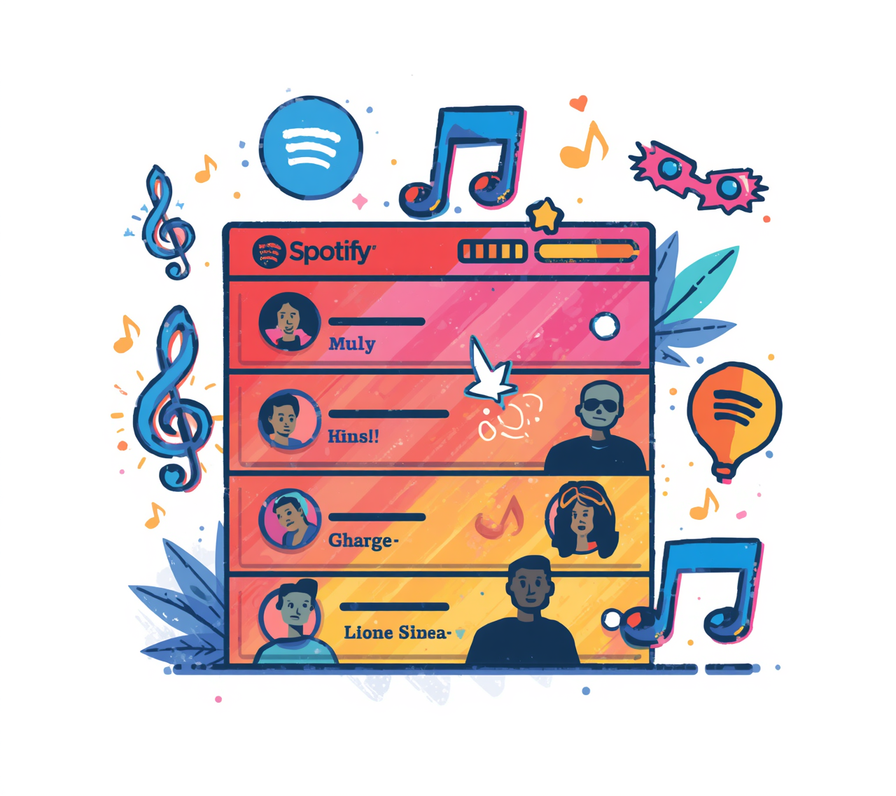 Spotify
Muly
Hins!!
Gharge-
Lione Sinea-